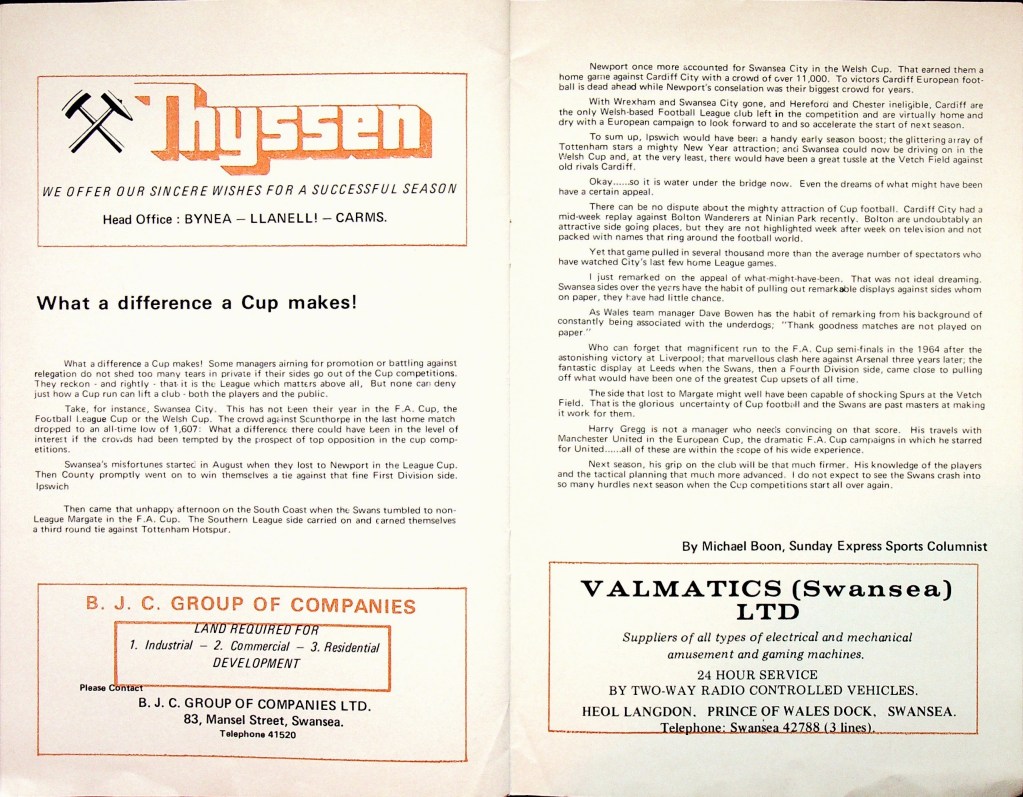 Thyssen
WE OFFER OUR SINCERE WISHES FOR A SUCCESSFUL SEASON
Head Office : BYNEA – LLANELL! – CARMS.
What a difference a Cup makes!
What a difference a Cup makes! Some managers aiming for promotion or battling against
relegation do not shed too many tears in private if their sides go out of the Cup competitions.
They reckon - and rightly - that it is the League which matters above all, But none can deny
just how a Cup run can lift a club - both the players and the public.
Take, for instance, Swansea City. This has not been their year in the F.A. Cup, the
Football League Cup or the Welsh Cup. The crowd against Scunthorpe in the last home match
dropped to an all-time low of 1,607: What a difference there could have been in the level of
interest if the crowds had been tempted by the prospect of top opposition in the cup comp-
etitions.
Swansea's misfortunes started in August when they lost to Newport in the League Cup.
Then County promptly went on to win themselves a tie against that fine First Division side.
Ipswich
Then came that unhappy afternoon on the South Coast when the Swans tumbled to non-
League Margate in the F.A. Cup. The Southern League side carried on and carned themselves
a third round tie against Tottenham Hotspur.
B. J. C. GROUP OF COMPANIES
LAND REQUIRED FOR
1. Industrial – 2. Commercial – 3. Residential
DEVELOPMENT
Please Contact
B. J. C. GROUP OF COMPANIES LTD.
83, Mansel Street, Swansea.
Telephone 41520
Newport once more accounted for Swansea City in the Welsh Cup. That earned them a
home game against Cardiff City with a crowd of over 11,000. To victors Cardiff European foot-
ball is dead ahead while Newport's conselation was their biggest crowd for years.
With Wrexham and Swansea City gone, and Hereford and Chester ineligible, Cardiff are
the only Welsh-based Football League club left in the competition and are virtually home and
dry with a European campaign to look forward to and so accelerate the start of next season.
To sum up, Ipswich would have been a handy early season boost; the glittering array of
Tottenham stars a mighty New Year attraction; and Swansea could now be driving on in the
Welsh Cup and, at the very least, there would have been a great tussle at the Vetch Field against
old rivals Cardiff.
Okay......so it is water under the bridge now. Even the dreams of what might have been
have a certain appeal.
There can be no dispute about the mighty attraction of Cup football. Cardiff City had a
mid-week replay against Bolton Wanderers at Ninian Park recently. Bolton are undoubtably an
attractive side going places, but they are not highlighted week after week on television and not
packed with names that ring around the football world.
Yet that game pulled in several thousand more than the average number of spectators who
have watched City's last few home League games.
I just remarked on the appeal of what-might-have-been. That was not ideal dreaming.
Swansea sides over the years have the habit of pulling out remarkable displays against sides whom
on paper, they have had little chance.
As Wales team manager Dave Bowen has the habit of remarking from his background of
constantly being associated with the underdogs; "Thank goodness matches are not played on
paper."
Who can forget that magnificent run to the F.A. Cup semi-finals in the 1964 after the
astonishing victory at Liverpool; that marvellous clash here against Arsenal three years later; the
fantastic display at Leeds when the Swans, then a Fourth Division side, came close to pulling
off what would have been one of the greatest Cup upsets of all time.
The side that lost to Margate might well have been capable of shocking Spurs at the Vetch
Field. That is the glorious uncertainty of Cup football and the Swans are past masters at making
it work for them.
Harry Gregg is not a manager who needs convincing on that score. His travels with
Manchester United in the European Cup, the dramatic F.A. Cup campaigns in which he starred
for United......all of these are within the scope of his wide experience.
Next season, his grip on the club will be that much firmer. His knowledge of the players
and the tactical planning that much more advanced. I do not expect to see the Swans crash into
so many hurdles next season when the Cup competitions start all over again.
By Michael Boon, Sunday Express Sports Columnist
VALMATICS (Swansea)
LTD
Suppliers of all types of electrical and mechanical
amusement and gaming machines.
24 HOUR SERVICE
BY TWO-WAY RADIO CONTROLLED VEHICLES.
HEOL LANGDON, PRINCE OF WALES DOCK, SWANSEA.
Telephone: Swansea 42788 (3 lines).